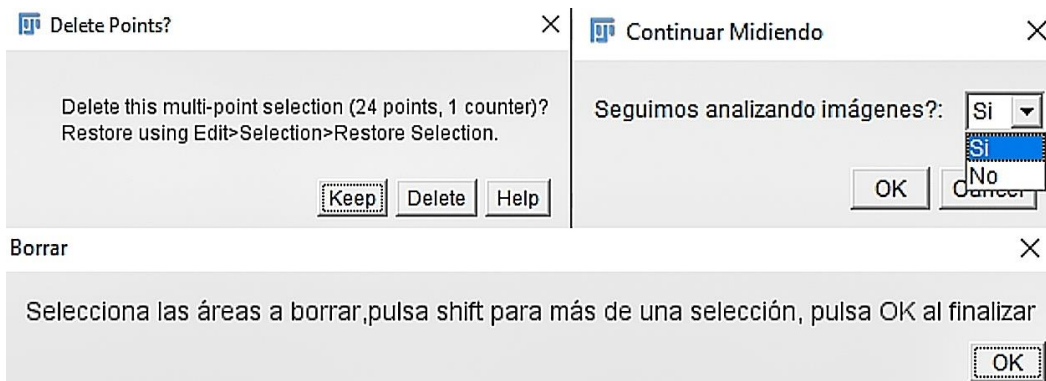 Delete Points?
Delete this multi-point selection (24 points, 1 counter)?
Restore using Edit>Selection>Restore Selection.
Keep Delete Help
Continuar Midiendo
Seguimos analizando imágenes?: Si
Si
No
OK Cancel
Borrar
Selecciona las áreas a borrar,pulsa shift para más de una selección, pulsa OK al finalizar
OK